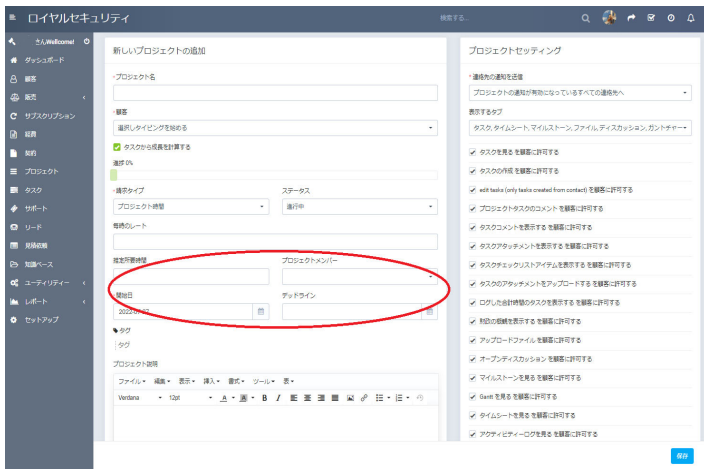 ロイヤルセキュリティ
検索する...
さん Wellcome!
ダッシュボード
顧客
販売
サブスクリプション
経費
契約
プロジェクト
タスク
サポート
リード
見積依頼
知識ベース
ユーティリティー
レポート
セットアップ
新しいプロジェクトの追加
*プロジェクト名
*顧客
選択しタイピングを始める
タスクから成長を計算する
進捗 0%
*請求タイプ
ステータス
プロジェクト時間
進行中
毎時のレート
推定所要時間
プロジェクトメンバー
*開始日
デッドライン
タグ
タグ
プロジェクト説明
ファイル 編集 表示 挿入 書式 ツール 表
Verdana 12pt
プロジェクトセッティング
*連絡先の通知を送信
プロジェクトの通知が有効になっているすべての連絡先へ
表示するタブ
タスク, タイムシート, マイルストーン, ファイル, ディスカッション, ガントチャー
タスクを見る を顧客に許可する
タスクの作成 を顧客に許可する
edit tasks (only tasks created from contact) を顧客に許可する
プロジェクトタスクのコメント を顧客に許可する
タスクコメントを表示する を顧客に許可する
タスクアタッチメントを表示する を顧客に許可する
タスクチェックリストアイテムを表示する を顧客に許可する
タスクのアタッチメントをアップロードする を顧客に許可する
ログした合計時間のタスクを表示する を顧客に許可する
財政の概観を表示する を顧客に許可する
アップロードファイル を顧客に許可する
オープンディスカッション を顧客に許可する
マイルストーンを見る を顧客に許可する
Gantt を見る を顧客に許可する
タイムシートを見る を顧客に許可する
アクティビティーログを見る を顧客に許可する
保存